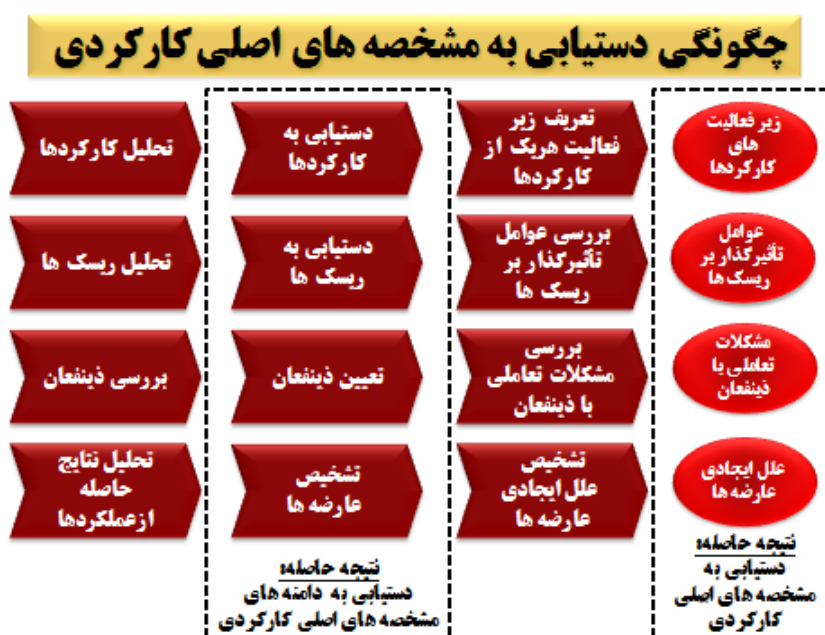 چگونگی دستیابی به مشخصه های اصلی کارکردی
تحلیل کارکردها
دستیابی به
کارکردها
تعریف زیر
فعالیت هریک از
کارکردها
زیر فعالیت
های
کارکردها
تحلیل ریسک ها
دستیابی به
ریسک ها
بررسی عوامل
تأثیرگذار بر
ریسک ها
عوامل
تأثیرگذار بر
ریسک ها
بررسی ذینفعان
تعیین ذینفعان
بررسی
مشکلات تعاملی
با ذینفعان
مشکلات
تعاملی با
ذینفعان
تحلیل نتایج
حاصله
ازعملکردها
تشخیص
عارضه ها
تشخیص
علل ایجادی
عارضه ها
علل ایجادی
عارضه ها
نتیجه حاصله:
دستیابی به دامنه های
مشخصه های اصلی کارکردی
نتیجه حاصله:
دستیابی به
مشخصه های اصلی
کارکردی